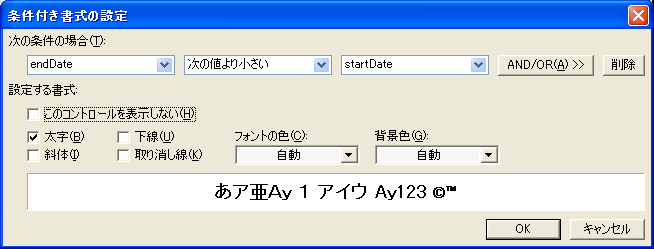 条件付き書式の設定
次の条件の場合(T):
endDate 次の値より小さい startDate AND/OR(A) >> 削除
設定する書式:
このコントロールを表示しない(H)
太字(B) 下線(U) フォントの色(C): 背景色(G):
斜体(I) 取り消し線(K) 自動 自動
あア亜Ay 1 アイウ Ay123 ©™
OK キャンセル